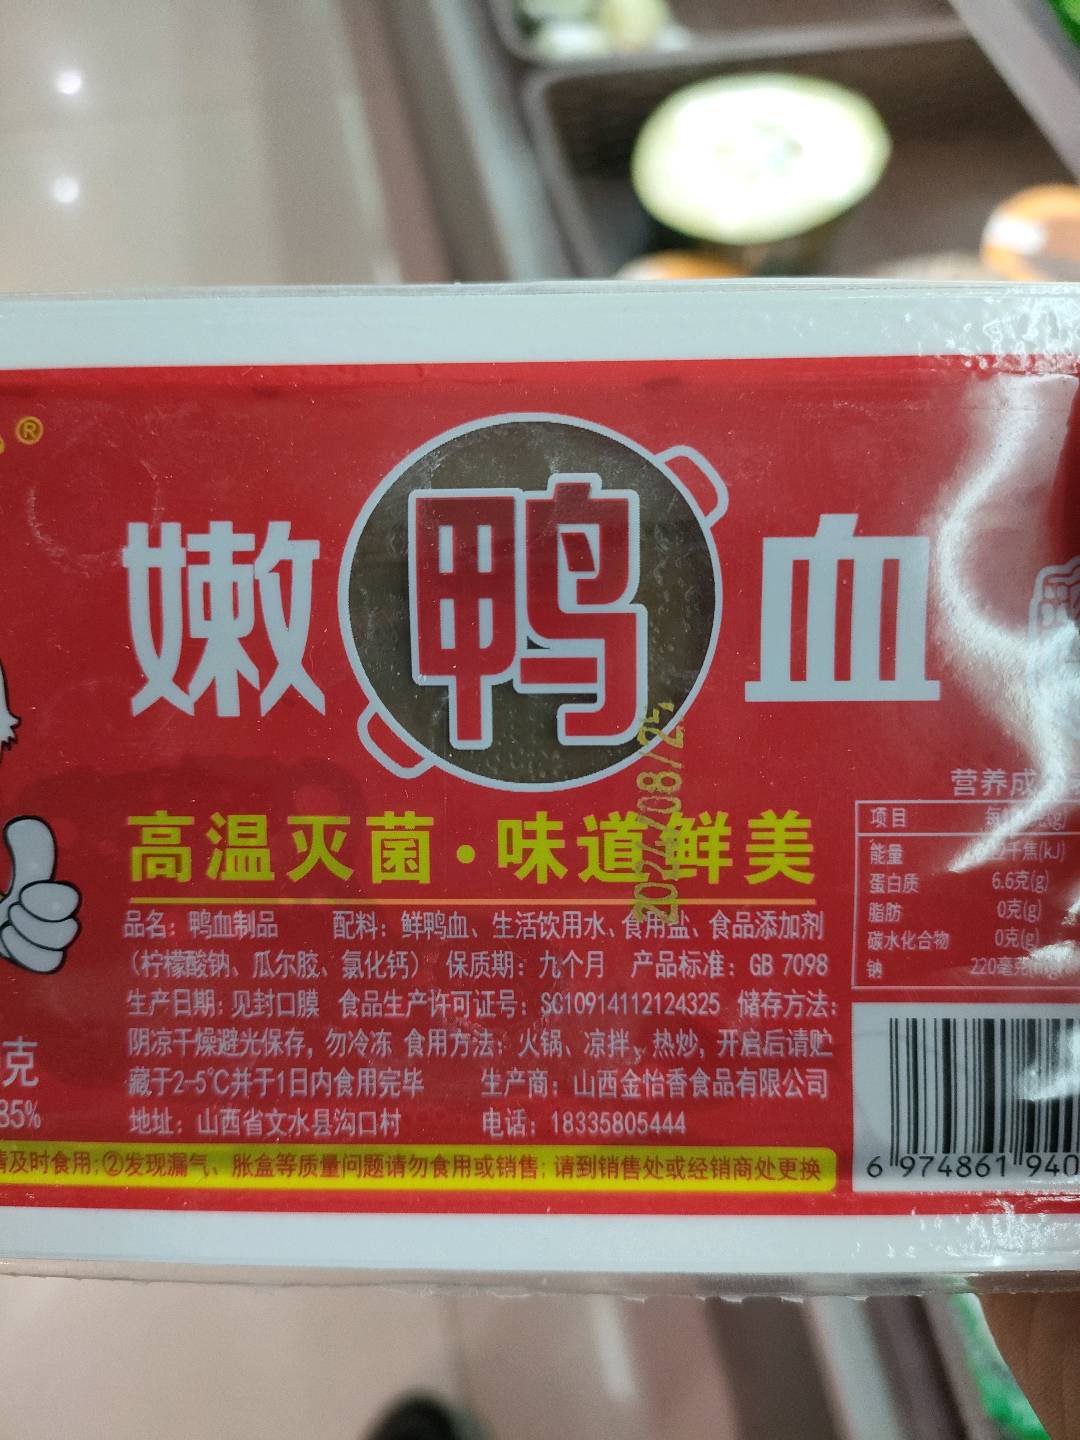 ®
嫩鸭血
高温灭菌·味道鲜美
品名：鸭血制品 配料：鲜鸭血、生活饮用水、食用盐、食品添加剂
（柠檬酸钠、瓜尔胶、氯化钙） 保质期：九个月 产品标准：GB 7098
生产日期：见封口膜 食品生产许可证号：SC10914112124325 储存方法：
阴凉干燥避光保存，勿冷冻 食用方法：火锅、凉拌、热炒，开启后请贮
藏于2-5℃并于1日内食用完毕 生产商：山西金怡香食品有限公司
地址：山西省文水县沟口村 电话：18335805444
及时食用；②发现漏气、胀盒等质量问题请勿食用或销售；请到销售处或经销商处更换
克
85%
营养成
项目
能量 千焦(kJ)
蛋白质 6.6克(g)
脂肪 0克(g)
碳水化合物 0克(g)
钠 220毫克
6 974861 940